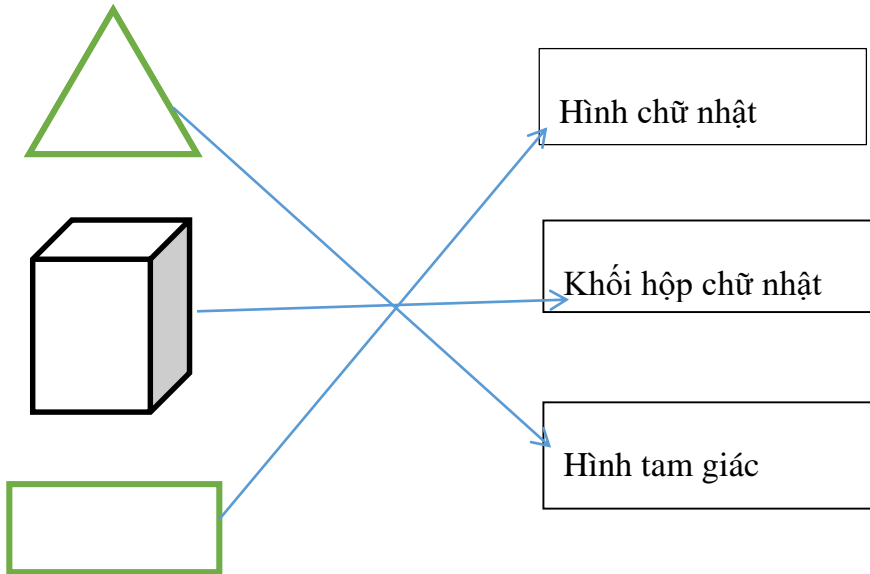 Hình chữ nhật
Khối hộp chữ nhật
Hình tam giác